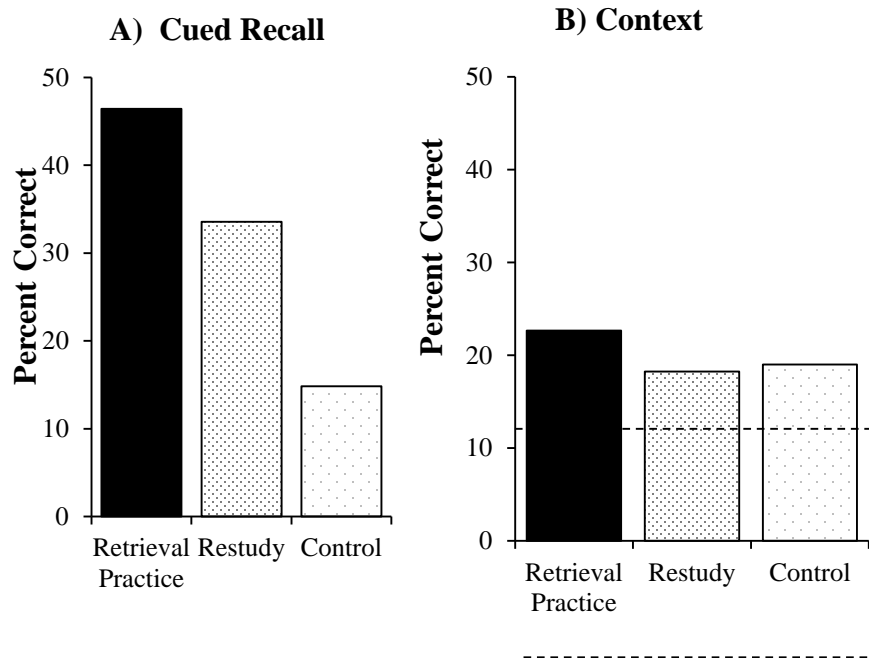 A) Cued Recall
Percent Correct
50
40
30
20
10
0
Retrieval Practice
Restudy
Control
B) Context
Percent Correct
50
40
30
20
10
0
Retrieval Practice
Restudy
Control